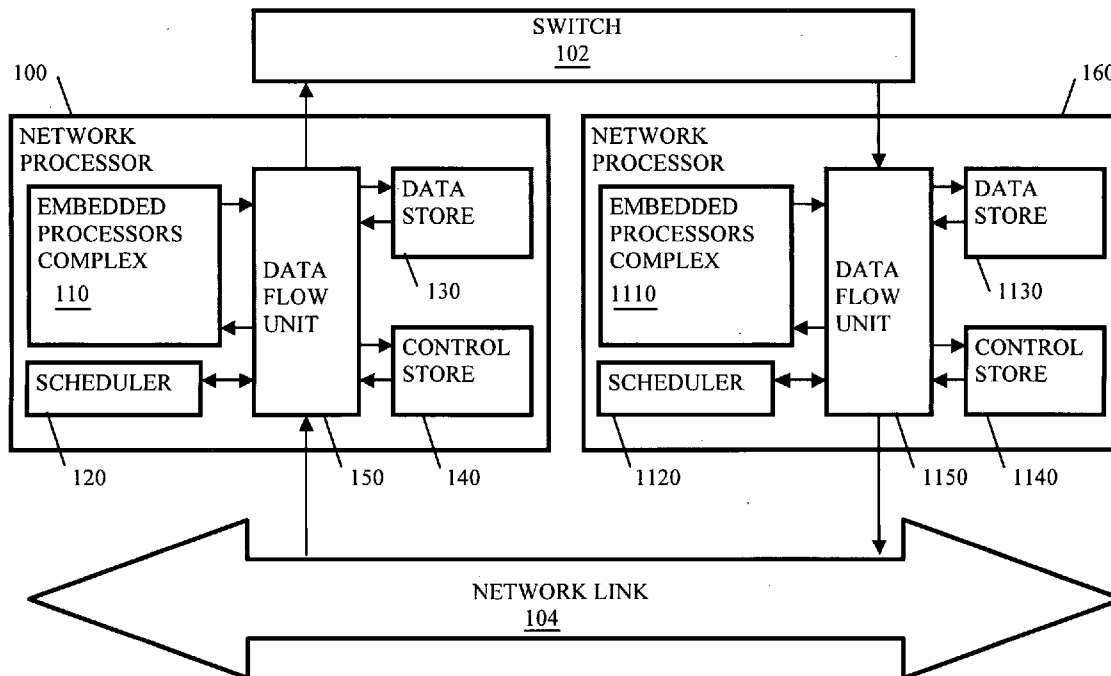 SWITCH
102
100
160
NETWORK
PROCESSOR
EMBEDDED
PROCESSORS
COMPLEX
110
DATA
FLOW
UNIT
DATA
STORE
130
CONTROL
STORE
SCHEDULER
120
150
140
NETWORK
PROCESSOR
EMBEDDED
PROCESSORS
COMPLEX
1110
DATA
FLOW
UNIT
DATA
STORE
1130
CONTROL
STORE
SCHEDULER
1120
1150
1140
NETWORK LINK
104